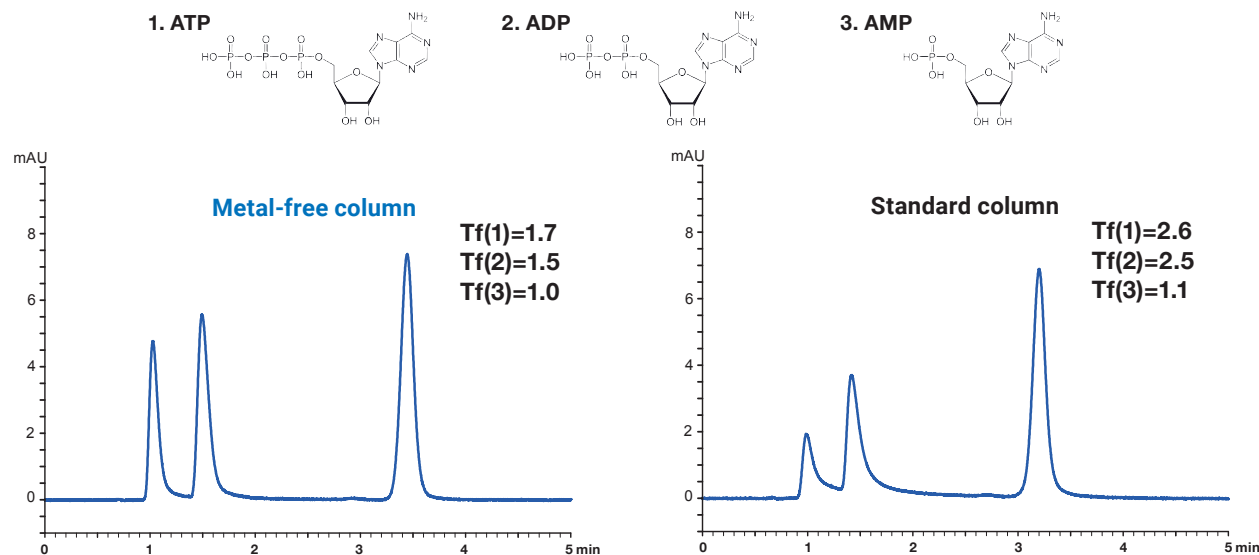 1. ATP
2. ADP
3. AMP
NH₂
N
N
N
N
O
O
O
HO P O P O P O
OH OH OH
O
OH OH
NH₂
N
N
N
N
O
O
HO P O P O
OH OH
O
OH OH
NH₂
N
N
N
N
O
HO P O
OH
O
OH OH
mAU
Metal-free column
Tf(1)=1.7
Tf(2)=1.5
Tf(3)=1.0
8
6
4
2
0
0 1 2 3 4 5 min
mAU
Standard column
Tf(1)=2.6
Tf(2)=2.5
Tf(3)=1.1
8
6
4
2
0
0 1 2 3 4 5 min